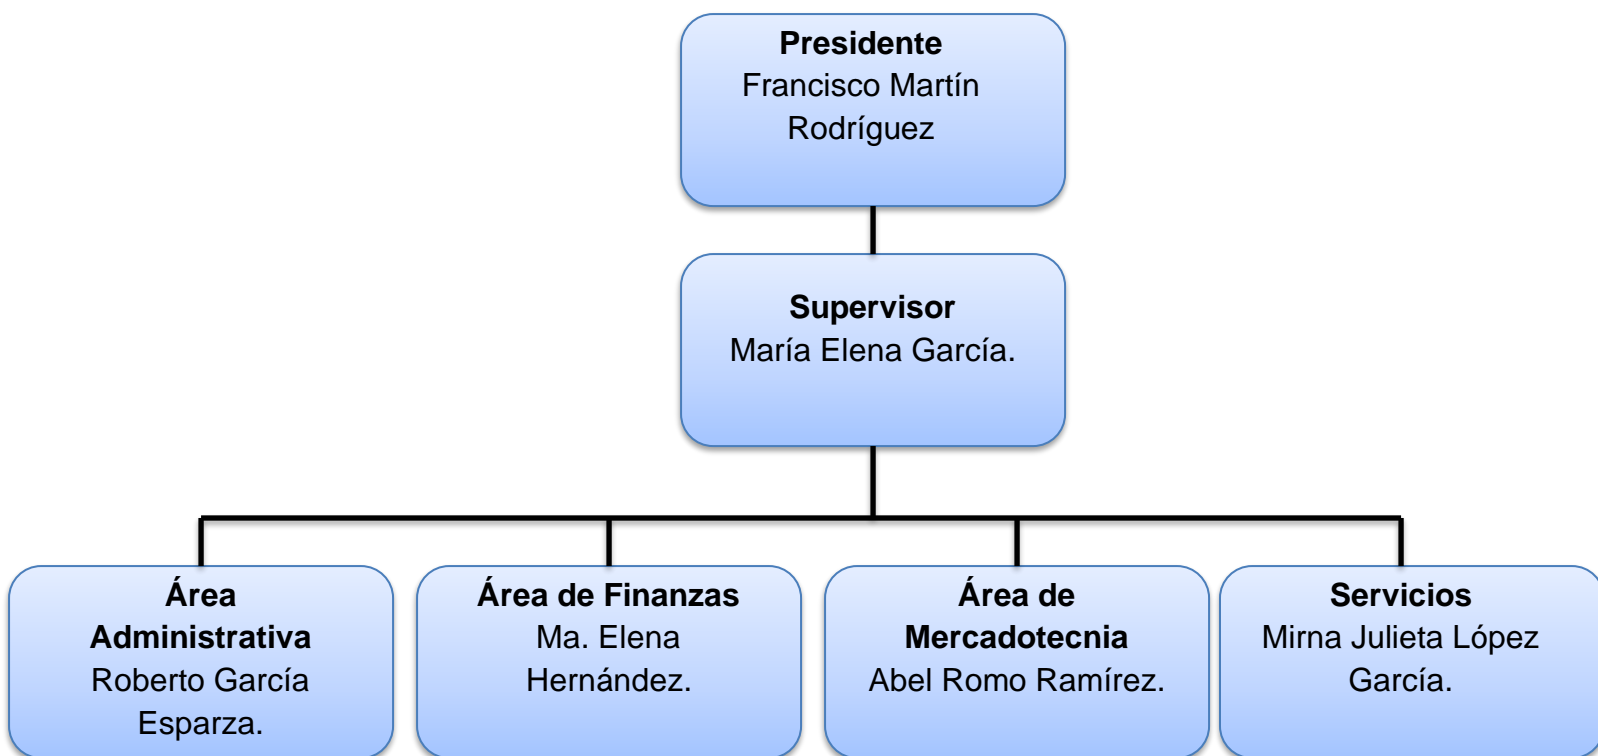 Presidente
Francisco Martín
Rodríguez
Supervisor
María Elena García.
Área
Administrativa
Roberto García
Esparza.
Área de Finanzas
Ma. Elena
Hernández.
Área de
Mercadotecnia
Abel Romo Ramírez.
Servicios
Mirna Julieta López
García.